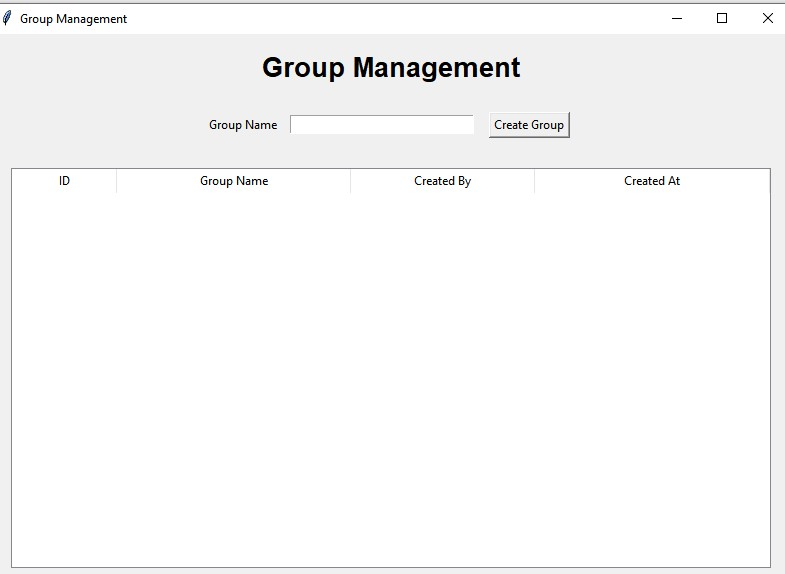 Group Management
Group Management
Group Name Create Group
ID Group Name Created By Created At